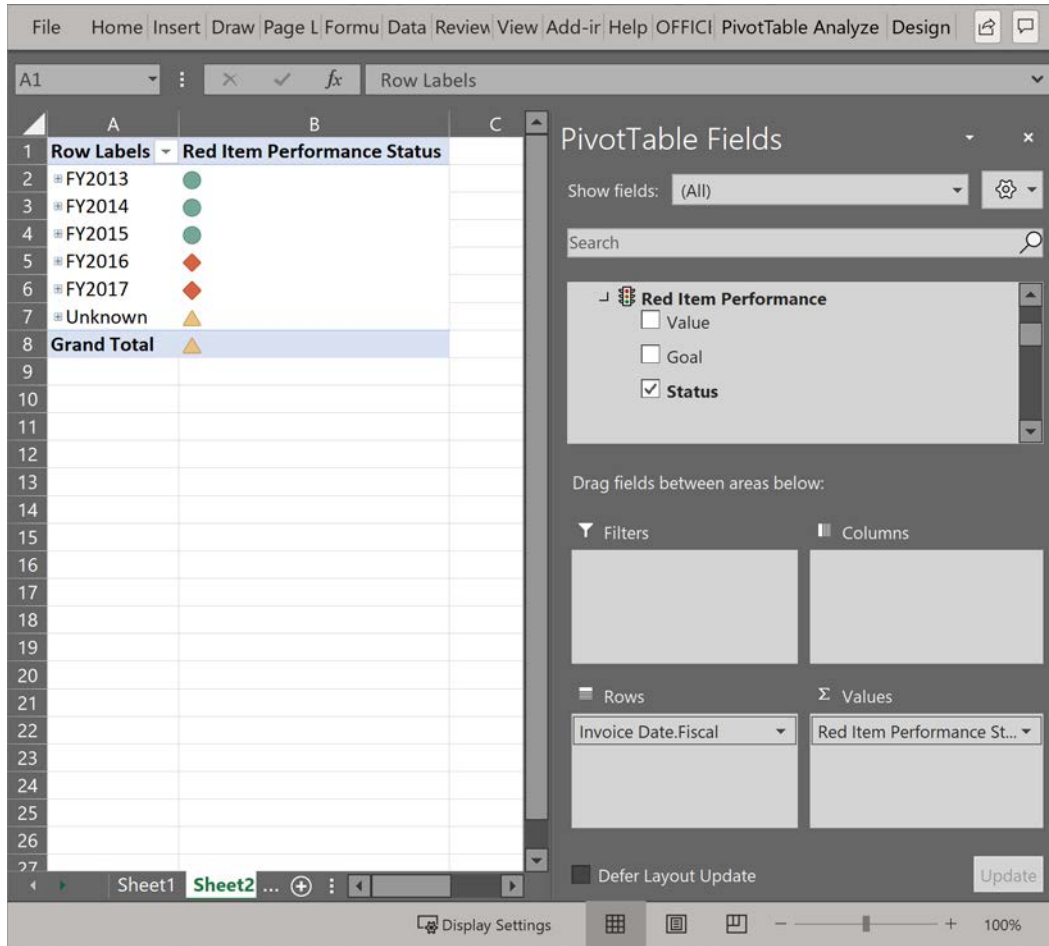 File Home Insert Draw Page L Formu Data Review View Add-ir Help OFFICE PivotTable Analyze Design
A1 fx Row Labels
A B C
1 Row Labels Red Item Performance Status
2 FY2013
3 FY2014
4 FY2015
5 FY2016
6 FY2017
7 Unknown
8 Grand Total
9
10
11
12
13
14
15
16
17
18
19
20
21
22
23
24
25
26
27
Sheet1 Sheet2 ...
PivotTable Fields
Show fields: (All)
Search
Red Item Performance
Value
Goal
Status
Drag fields between areas below:
Filters
Columns
Rows
Σ Values
Invoice Date.Fiscal
Red Item Performance St...
Defer Layout Update
Update
Display Settings
100%